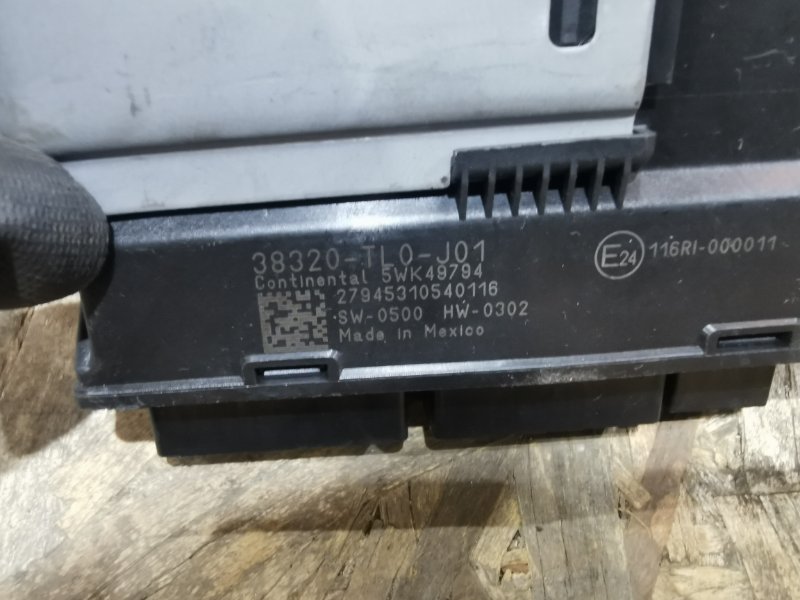 38320-TL0-J01
Continental 5WK49794
27945310540116
SW-0500 HW-0302
Made in Mexico
E24 116RI-000011